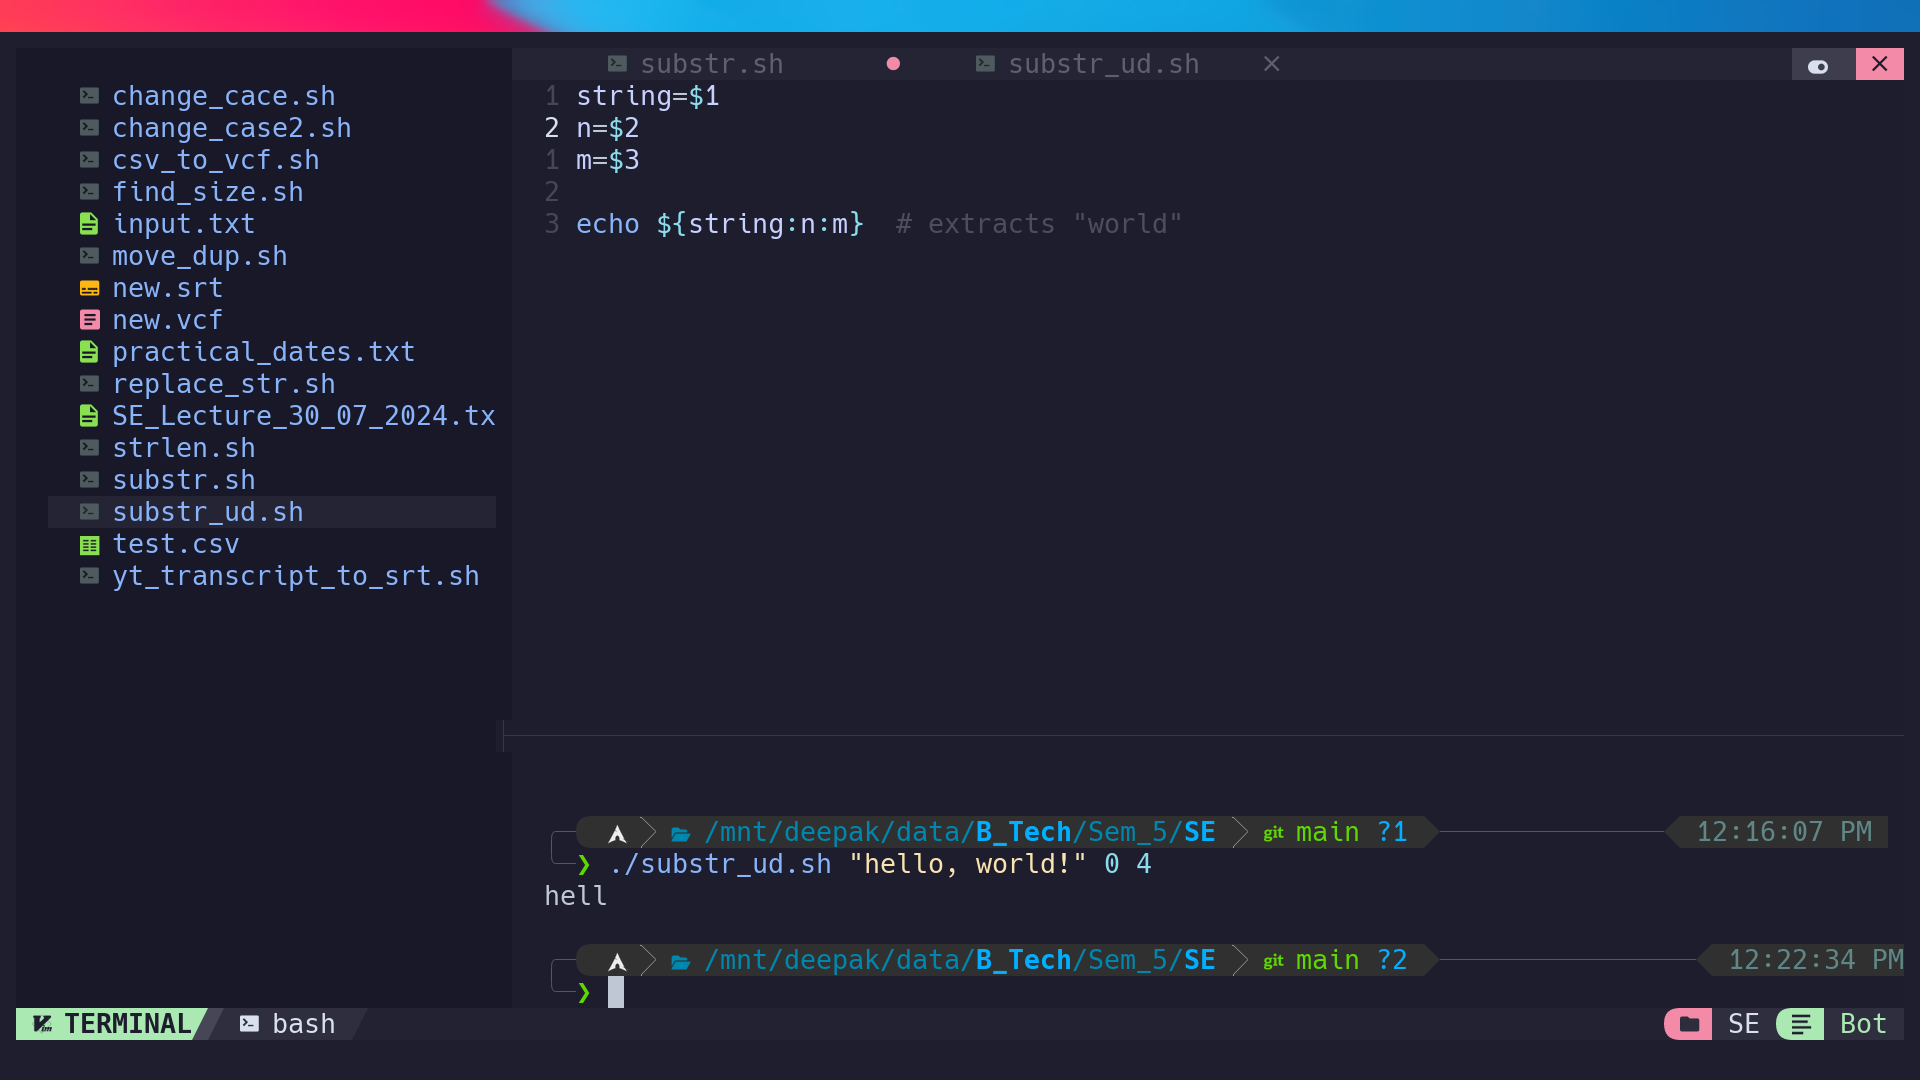 substr.sh substr_ud.sh
change_cace.sh
change_case2.sh
csv_to_vcf.sh
find_size.sh
input.txt
move_dup.sh
new.srt
new.vcf
practical_dates.txt
replace_str.sh
SE_Lecture_30_07_2024.tx
strlen.sh
substr.sh
substr_ud.sh
test.csv
yt_transcript_to_srt.sh
1 string=$1
2 n=$2
1 m=$3
2
3 echo ${string:n:m}  # extracts "world"
/mnt/deepak/data/B_Tech/Sem_5/SE git main ?1 12:16:07 PM
❯ ./substr_ud.sh "hello, world!" 0 4
hell
/mnt/deepak/data/B_Tech/Sem_5/SE git main ?2 12:22:34 PM
❯
TERMINAL bash SE Bot